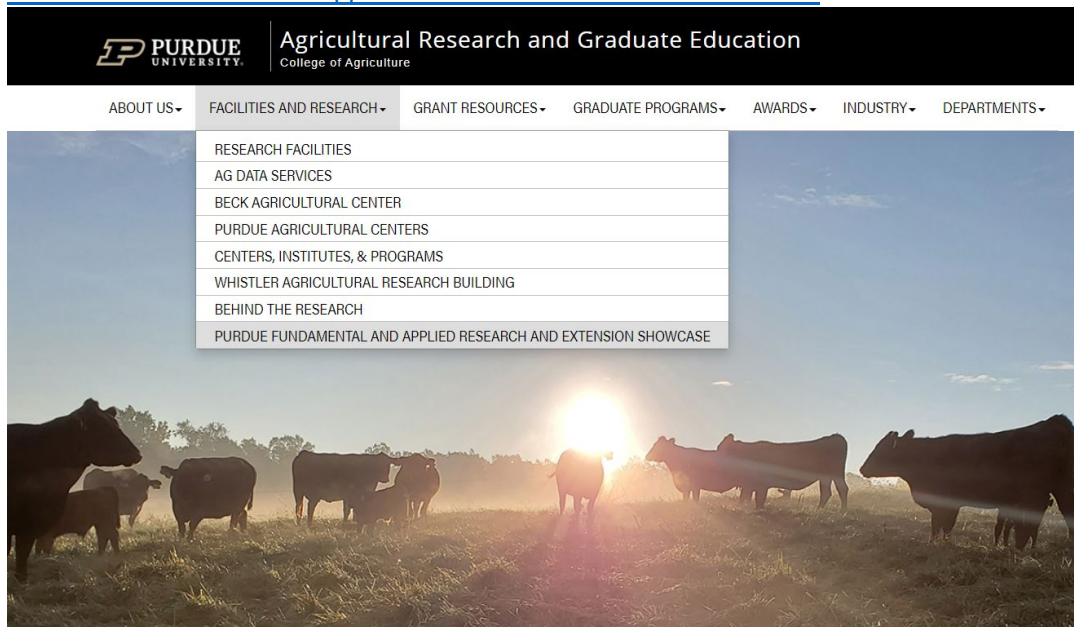 PURDUE
UNIVERSITY.
Agricultural Research and Graduate Education
College of Agriculture
ABOUT US
FACILITIES AND RESEARCH
GRANT RESOURCES
GRADUATE PROGRAMS
AWARDS
INDUSTRY
DEPARTMENTS
RESEARCH FACILITIES
AG DATA SERVICES
BECK AGRICULTURAL CENTER
PURDUE AGRICULTURAL CENTERS
CENTERS, INSTITUTES, & PROGRAMS
WHISTLER AGRICULTURAL RESEARCH BUILDING
BEHIND THE RESEARCH
PURDUE FUNDAMENTAL AND APPLIED RESEARCH AND EXTENSION SHOWCASE